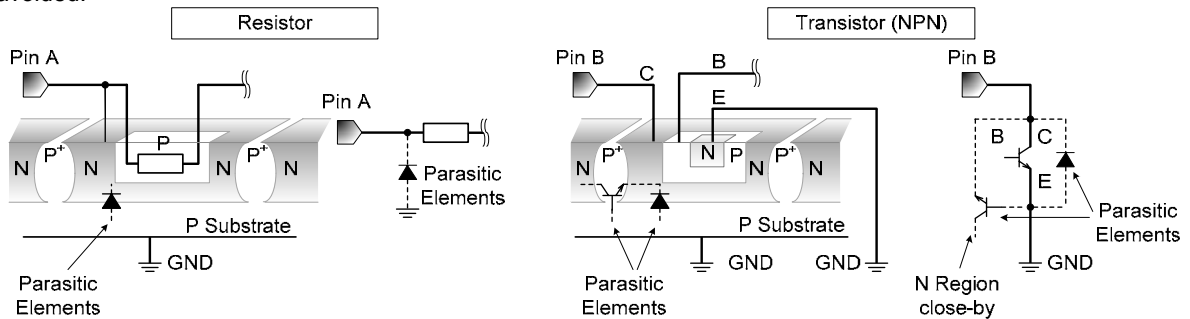 Resistor
Transistor (NPN)
Pin A
Pin A
N
P+
N
P
P+
N
Parasitic
Elements
P Substrate
GND
Parasitic
Elements
Pin B
C
B
E
N
P+
N
N
P
P+
N
P Substrate
GND
GND
Parasitic
Elements
Pin B
B
C
E
Parasitic
Elements
GND
N Region
close-by